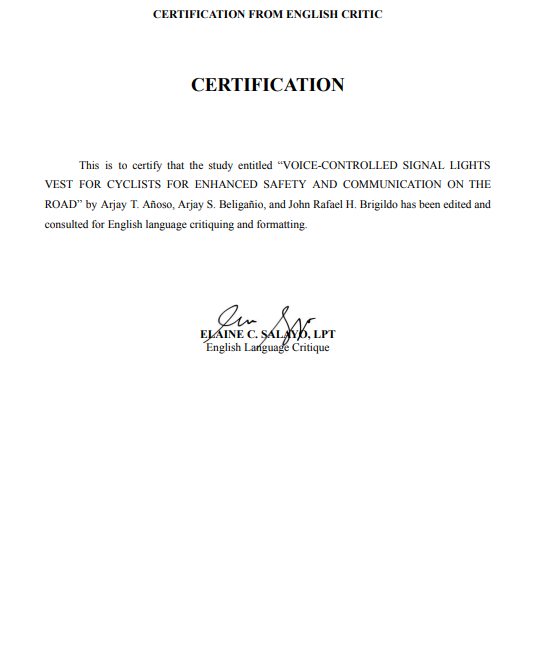 CERTIFICATION FROM ENGLISH CRITIC
CERTIFICATION
This is to certify that the study entitled “VOICE-CONTROLLED SIGNAL LIGHTS
VEST FOR CYCLISTS FOR ENHANCED SAFETY AND COMMUNICATION ON THE
ROAD” by Arjay T. Añoso, Arjay S. Beligañio, and John Rafael H. Brigildo has been edited and
consulted for English language critiquing and formatting.
ELAINE C. SALAYO, LPT
English Language Critique